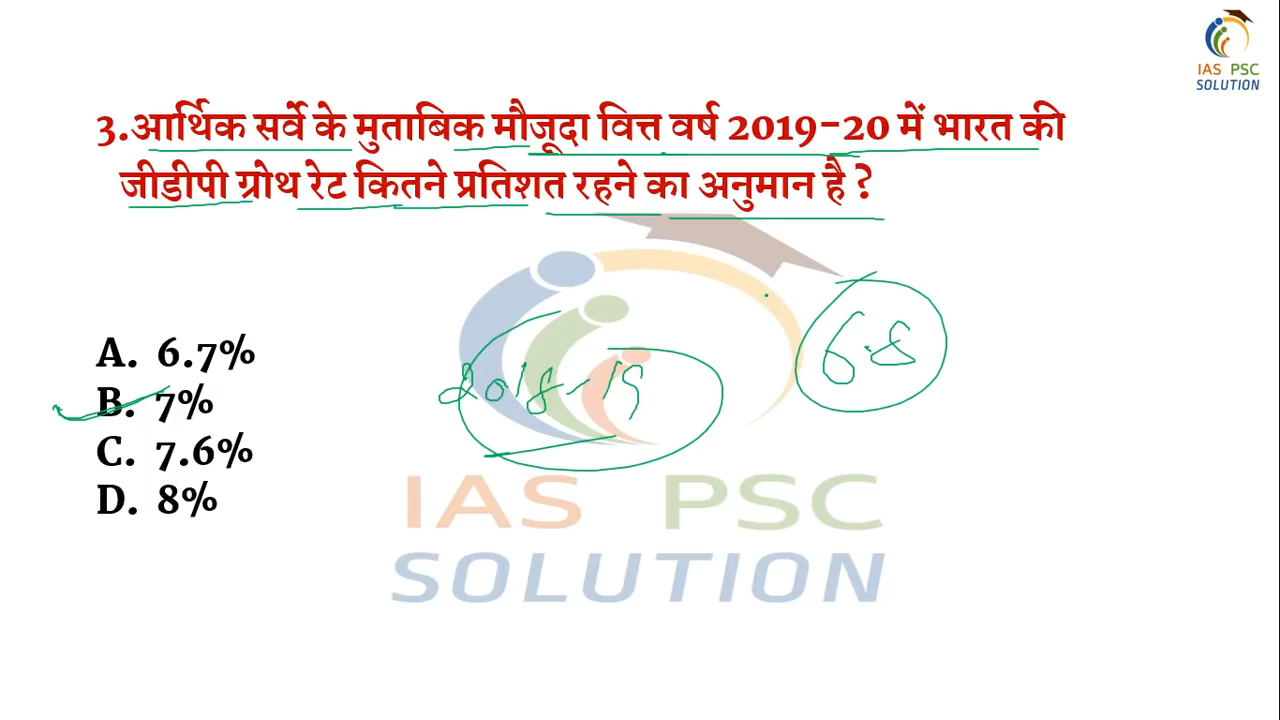 IAS PSC
SOLUTION
3.आर्थिक सर्वे के मुताबिक मौजूदा वित्त वर्ष 2019-20 में भारत की
जीडीपी ग्रोथ रेट कितने प्रतिशत रहने का अनुमान है ?
A. 6.7%
B. 7%
C. 7.6%
D. 8%
2018-19
6.8
IAS PSC
SOLUTION